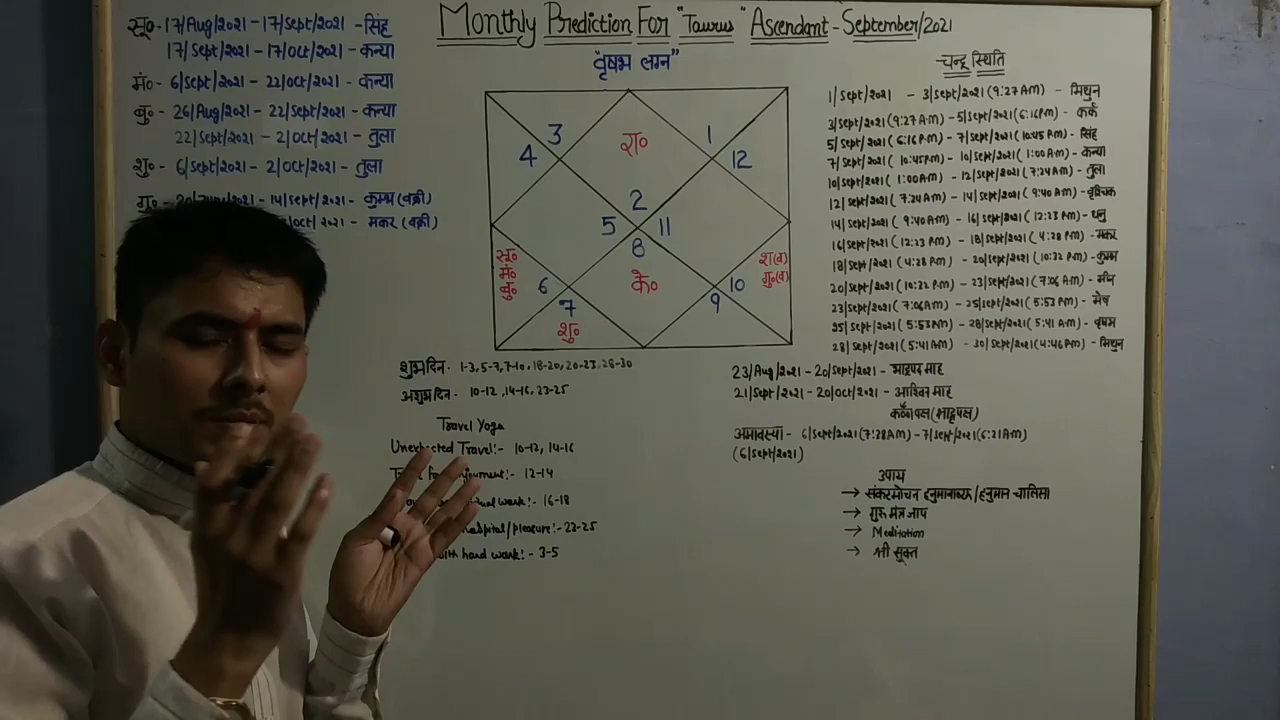 Monthly Prediction For "Taurus" Ascendant - September/2021
"वृषभ लग्न"
सू॰ - 17/Aug/2021 - 17/Sept/2021 - सिंह
17/Sept/2021 - 17/Oct/2021 - कन्या
मं॰ - 6/Sept/2021 - 22/Oct/2021 - कन्या
बु॰ - 26/Aug/2021 - 22/Sept/2021 - कन्या
22/Sept/2021 - 2/Oct/2021 - तुला
शु॰ - 6/Sept/2021 - 2/Oct/2021 - तुला
गु॰ - 14/Sept/2021 - कुम्भ (वक्री)
/Oct/2021 - मकर (वक्री)
3
रा॰
1
4
12
2
5
11
8
सू॰
मं॰
बु॰
6
के॰
10
श॰(व)
गु॰(व)
7
9
शु॰
-चन्द्र स्थिति
1/Sept/2021 - 3/Sept/2021 (9:27 AM) - मिथुन
3/Sept/2021 (9:27 AM) - 5/Sept/2021 (6:16 PM) - कर्क
5/Sept/2021 (6:16 PM) - 7/Sept/2021 (10:45 PM) - सिंह
7/Sept/2021 (10:45 PM) - 10/Sept/2021 (1:00 AM) - कन्या
10/Sept/2021 (1:00 AM) - 12/Sept/2021 (7:24 AM) - तुला
12/Sept/2021 (7:24 AM) - 14/Sept/2021 (9:40 AM) - वृश्चिक
14/Sept/2021 (9:40 AM) - 16/Sept/2021 (12:23 PM) - धनु
16/Sept/2021 (12:23 PM) - 18/Sept/2021 (4:28 PM) - मकर
18/Sept/2021 (4:28 PM) - 20/Sept/2021 (10:22 PM) - कुम्भ
20/Sept/2021 (10:22 PM) - 23/Sept/2021 (7:06 AM) - मीन
23/Sept/2021 (7:06 AM) - 25/Sept/2021 (5:53 PM) - मेष
25/Sept/2021 (5:53 PM) - 28/Sept/2021 (5:41 AM) - वृषभ
28/Sept/2021 (5:41 AM) - 30/Sept/2021 (4:46 PM) - मिथुन
शुभ दिन - 1-3, 5-7, 7-10, 18-20, 20-23, 28-30
अशुभ दिन - 10-12, 14-16, 23-25
Travel Yoga
Unexpected Travel:- 10-12, 14-16
12-14
work:- 16-18
hospital/pleasure:- 23-25
with hard work:- 3-5
23/Aug/2021 - 20/Sept/2021 - भाद्रपद माह
21/Sept/2021 - 20/Oct/2021 - आश्विन माह
अमावस्या - 6/Sept/2021 (7:28 AM) - 7/Sept/2021 (6:21 AM)
(6/Sept/2021)
उपाय
→ संकटमोचन हनुमानाष्टक/हनुमान चालिसा
→ गुरू मंत्र जाप
→ Meditation
→ श्री सूक्त